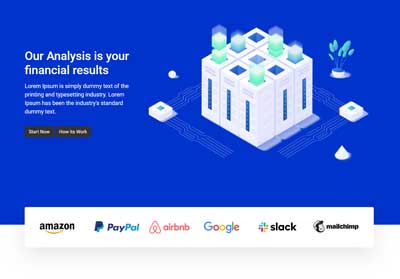 Our Analysis is your
financial results
Lorem Ipsum is simply dummy text of the
printing and typesetting industry. Lorem
Ipsum has been the industry's standard
dummy text.
Start Now How its Work
amazon PayPal airbnb Google slack mailchimp